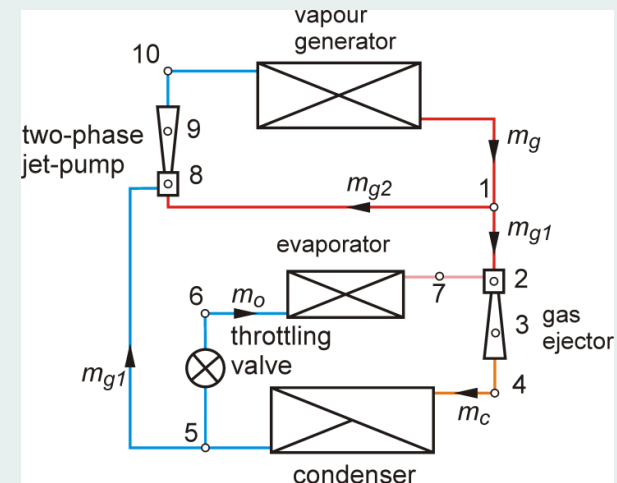 vapour
generator
10
two-phase
jet-pump
9
8
m_g
m_g2
1
m_g1
evaporator
7
2
6
m_o
throttling
valve
3
gas
ejector
m_g1
4
m_c
5
condenser